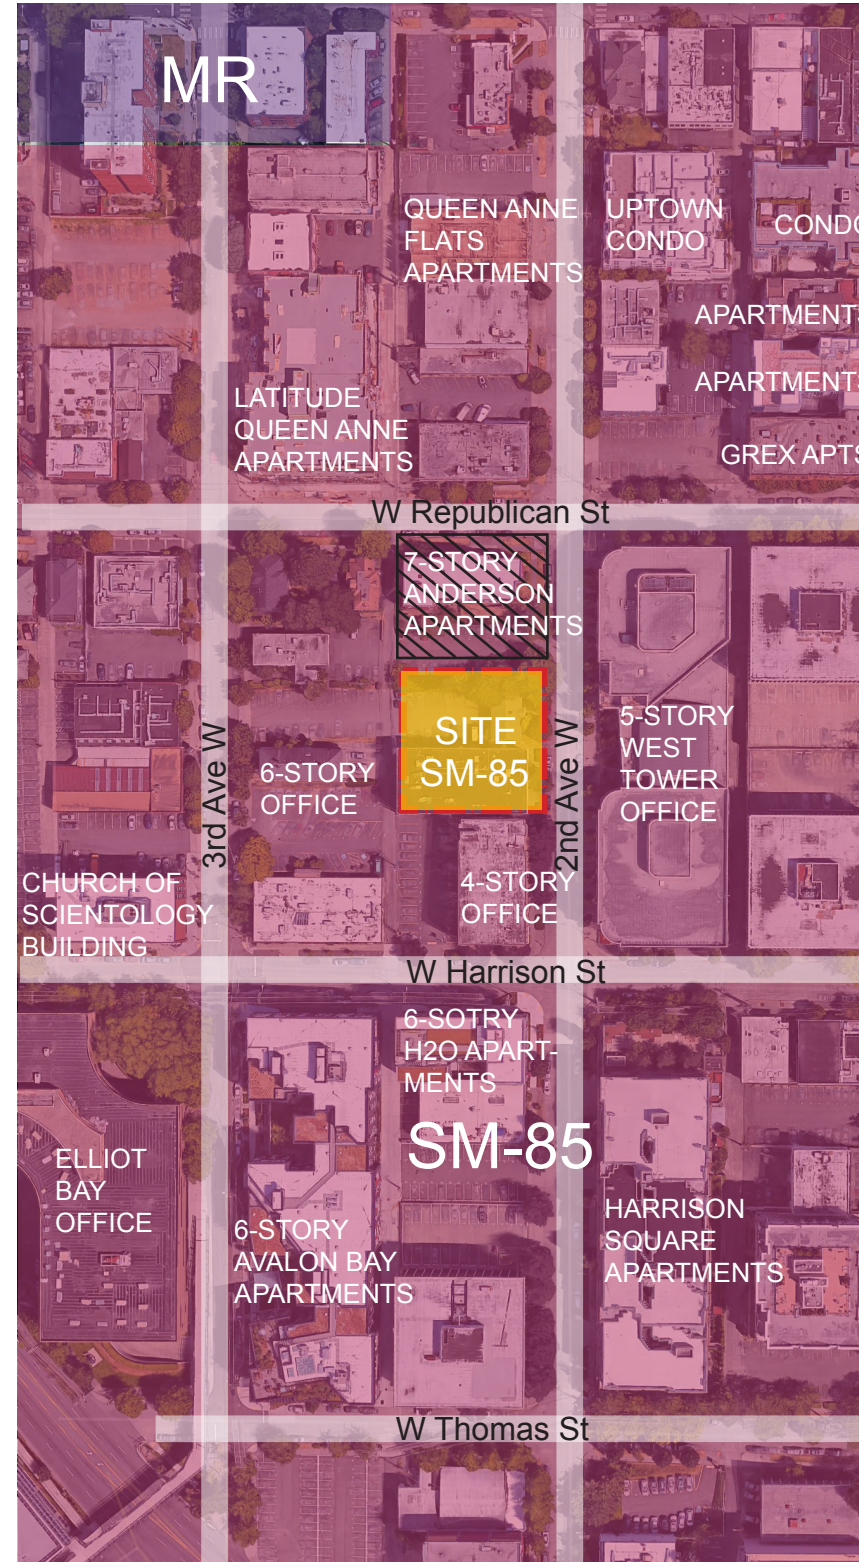 MR
QUEEN ANNE
FLATS
APARTMENTS
UPTOWN
CONDO
CONDO
APARTMENTS
APARTMENTS
GREX APTS
LATITUDE
QUEEN ANNE
APARTMENTS
W Republican St
7-STORY
ANDERSON
APARTMENTS
SITE
SM-85
3rd Ave W
2nd Ave W
6-STORY
OFFICE
5-STORY
WEST
TOWER
OFFICE
CHURCH OF
SCIENTOLOGY
BUILDING
4-STORY
OFFICE
W Harrison St
6-SOTRY
H2O APART-
MENTS
SM-85
ELLIOT
BAY
OFFICE
6-STORY
AVALON BAY
APARTMENTS
HARRISON
SQUARE
APARTMENTS
W Thomas St